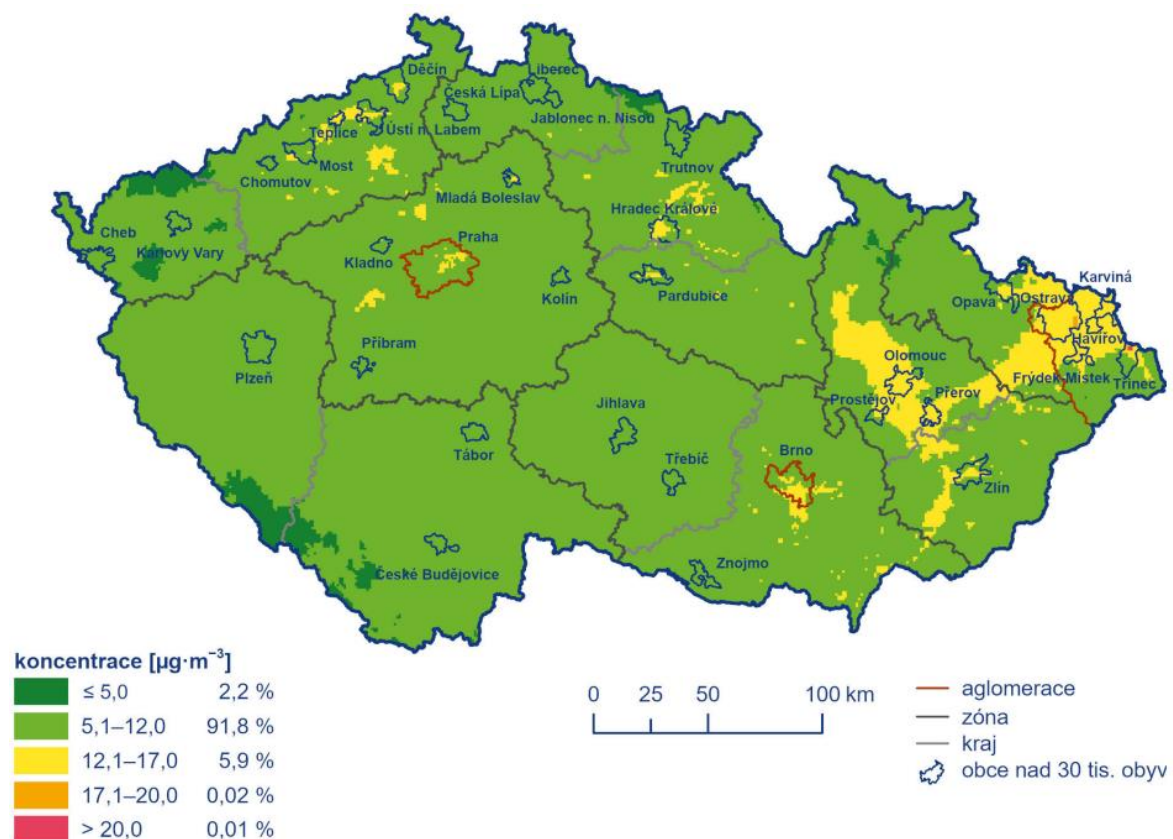 Děčín
Liberec
Česká Lípa
Jablonec n. Nisou
Teplice
Ústí n. Labem
Most
Chomutov
Trutnov
Mladá Boleslav
Hradec Králové
Cheb
Karlovy Vary
Praha
Kladno
Kolín
Pardubice
Karviná
Opava
Ostrava
Havířov
Plzeň
Příbram
Olomouc
Frýdek-Místek
Třinec
Prostějov
Přerov
Jihlava
Tábor
Třebíč
Brno
Zlín
České Budějovice
Znojmo
koncentrace [µg·m⁻³]
≤ 5,0 2,2 %
5,1–12,0 91,8 %
12,1–17,0 5,9 %
17,1–20,0 0,02 %
> 20,0 0,01 %
0 25 50 100 km
aglomerace
zóna
kraj
obce nad 30 tis. obyv